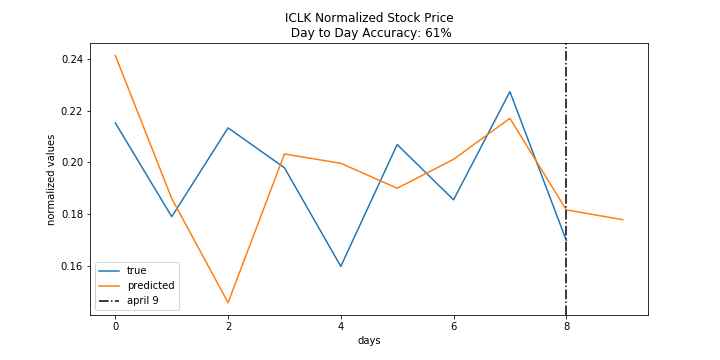 ICLK Normalized Stock Price
Day to Day Accuracy: 61%
0.24
0.22
0.20
0.18
0.16
normalized values
true
predicted
april 9
0 2 4 6 8
days